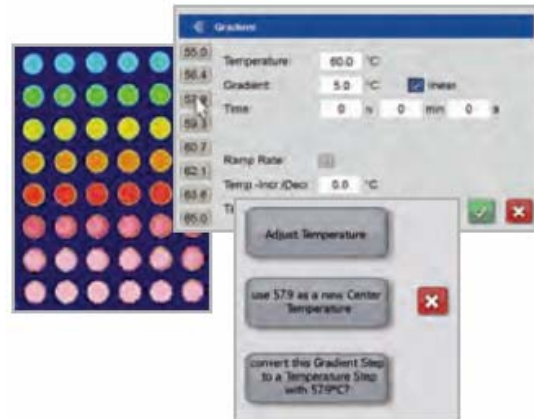 Gradient
55.0
56.4
57.9
59.3
60.7
62.1
63.6
65.0
Temperature: 60.0 °C
Gradient: 5.0 °C linear
Time: 0 h 0 min 0 s
Ramp Rate:
Temp.-Incr./Decr. 0.0 °C
Adjust Temperature
use 57.9 as a new Center
Temperature
convert this Gradient Step
to a Temperature Step
with 57.9°C?